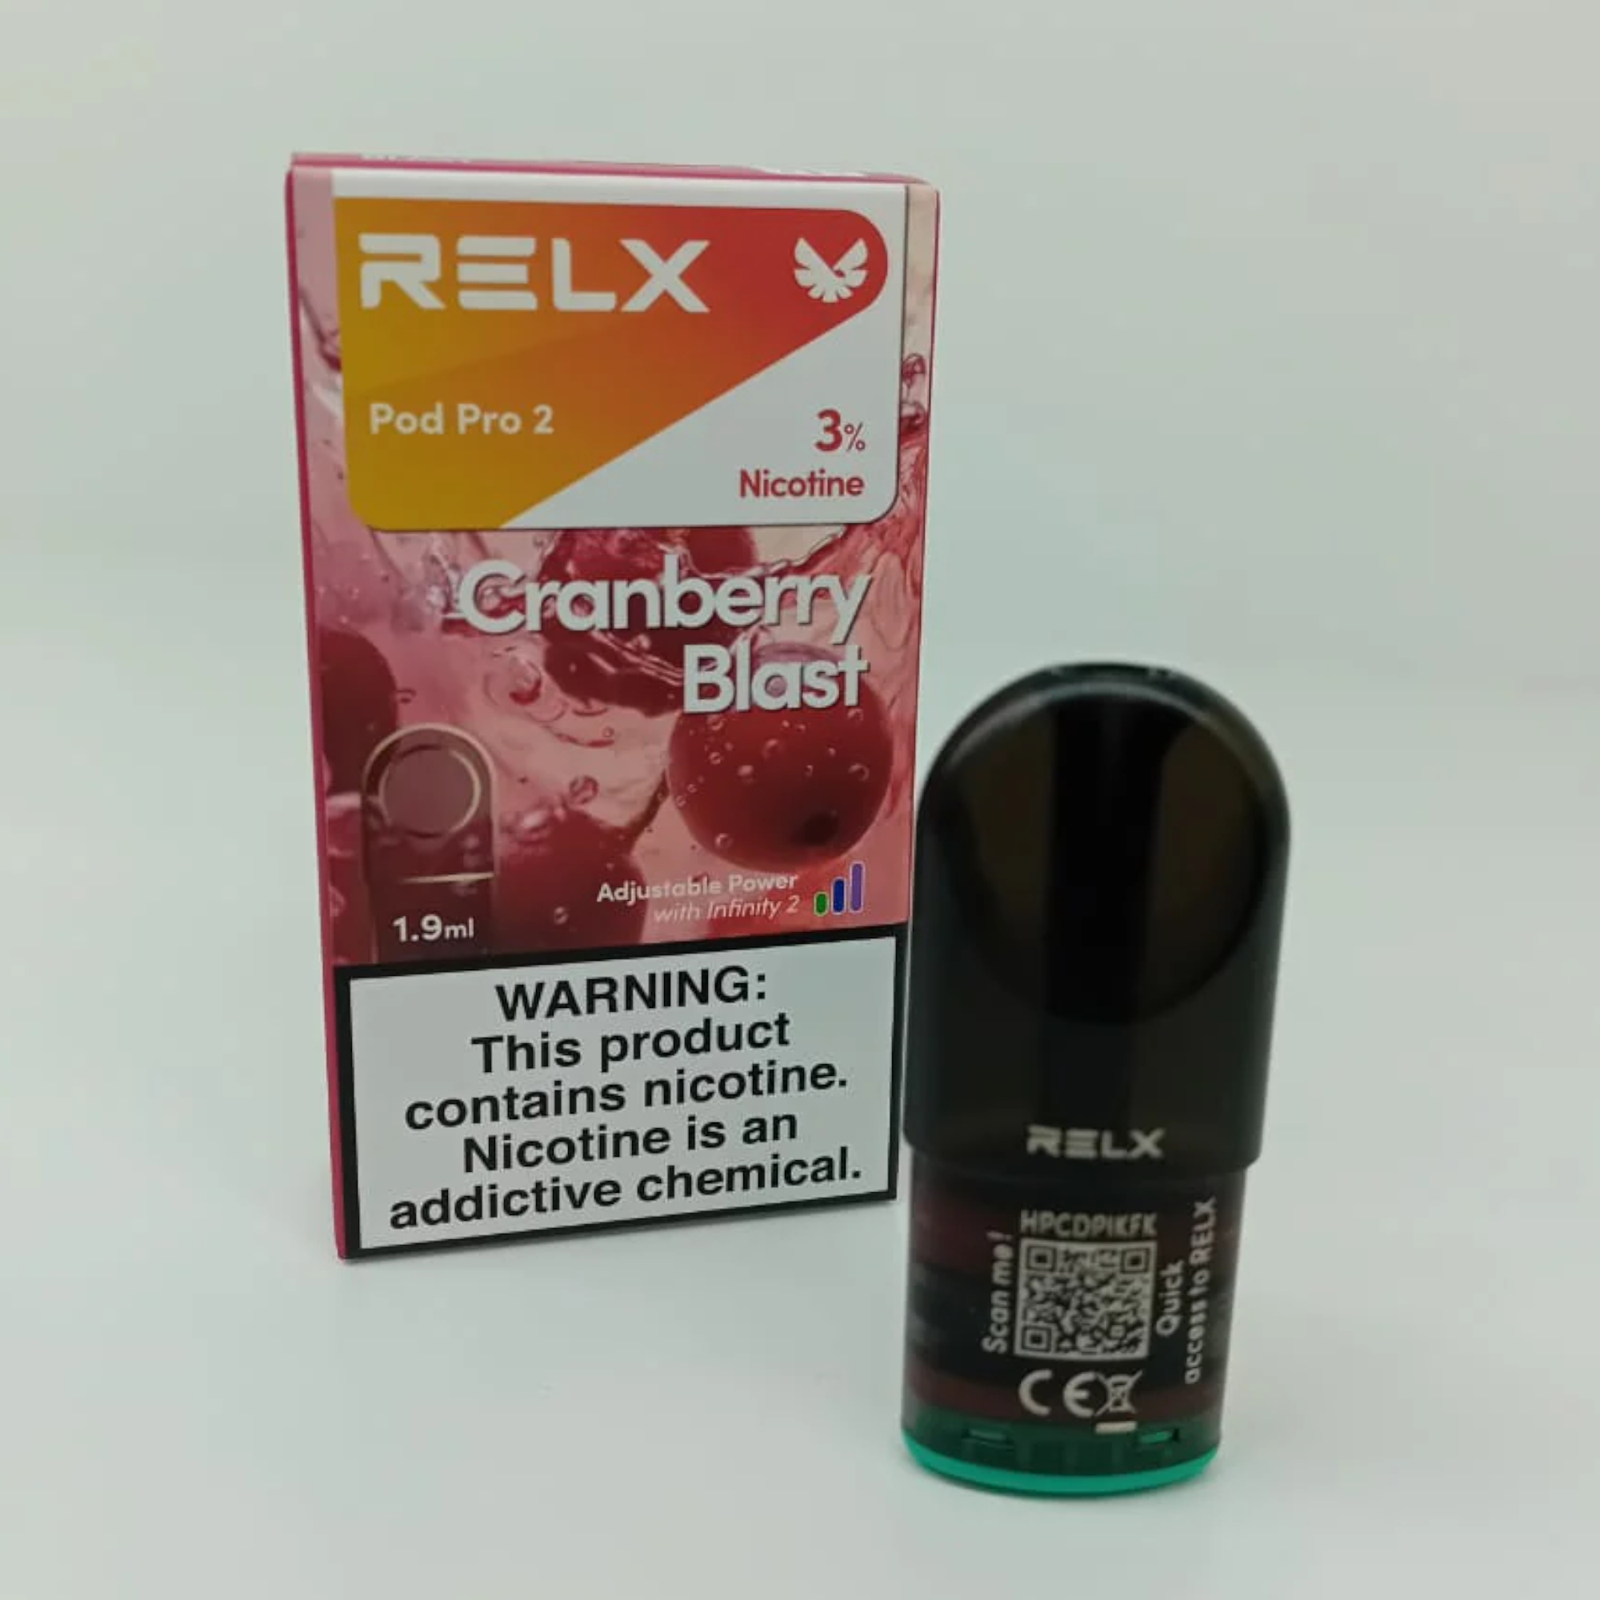 RELX
Pod Pro 2
3%
Nicotine
Cranberry
Blast
Adjustable Power
with Infinity 2
1.9ml
WARNING:
This product
contains nicotine.
Nicotine is an
addictive chemical.
RELX
HPCDPIKFK
Scan me!
Quick
access to RELX
CE